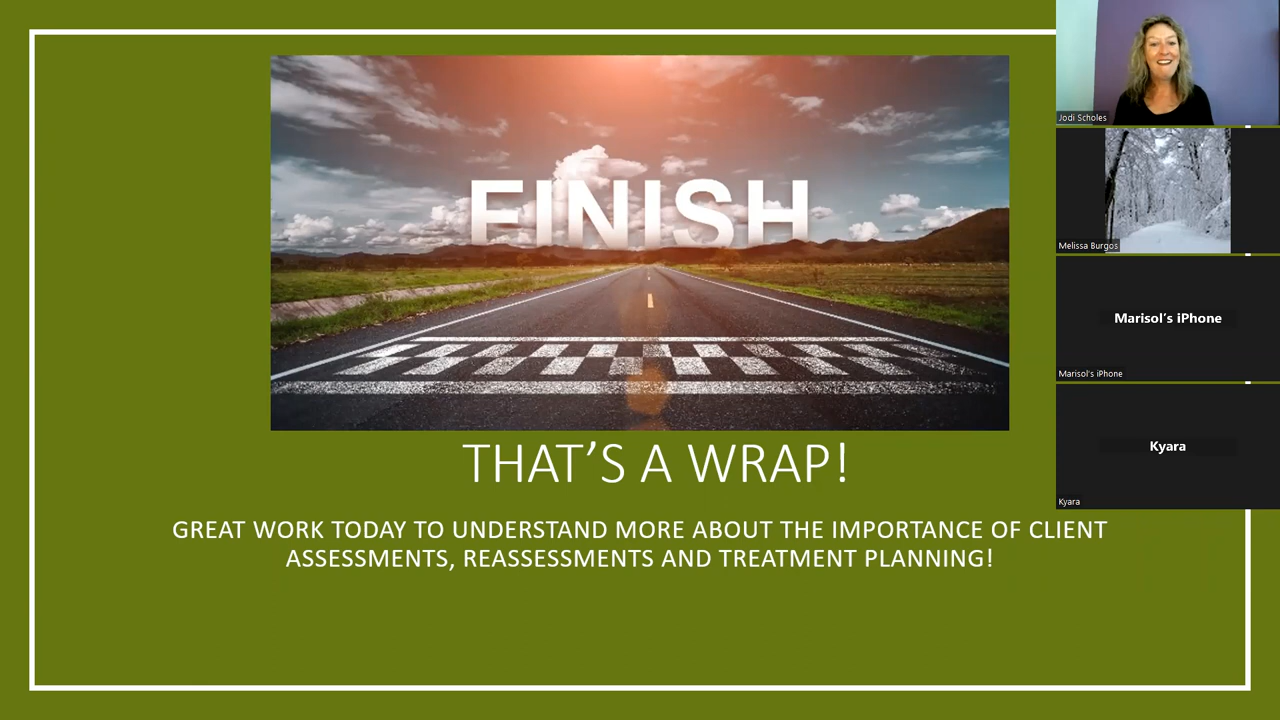 FINISH
THAT’S A WRAP!
GREAT WORK TODAY TO UNDERSTAND MORE ABOUT THE IMPORTANCE OF CLIENT
ASSESSMENTS, REASSESSMENTS AND TREATMENT PLANNING!
Jodi Scholes
Melissa Burgos
Marisol's iPhone
Marisol's iPhone
Kyara
Kyara